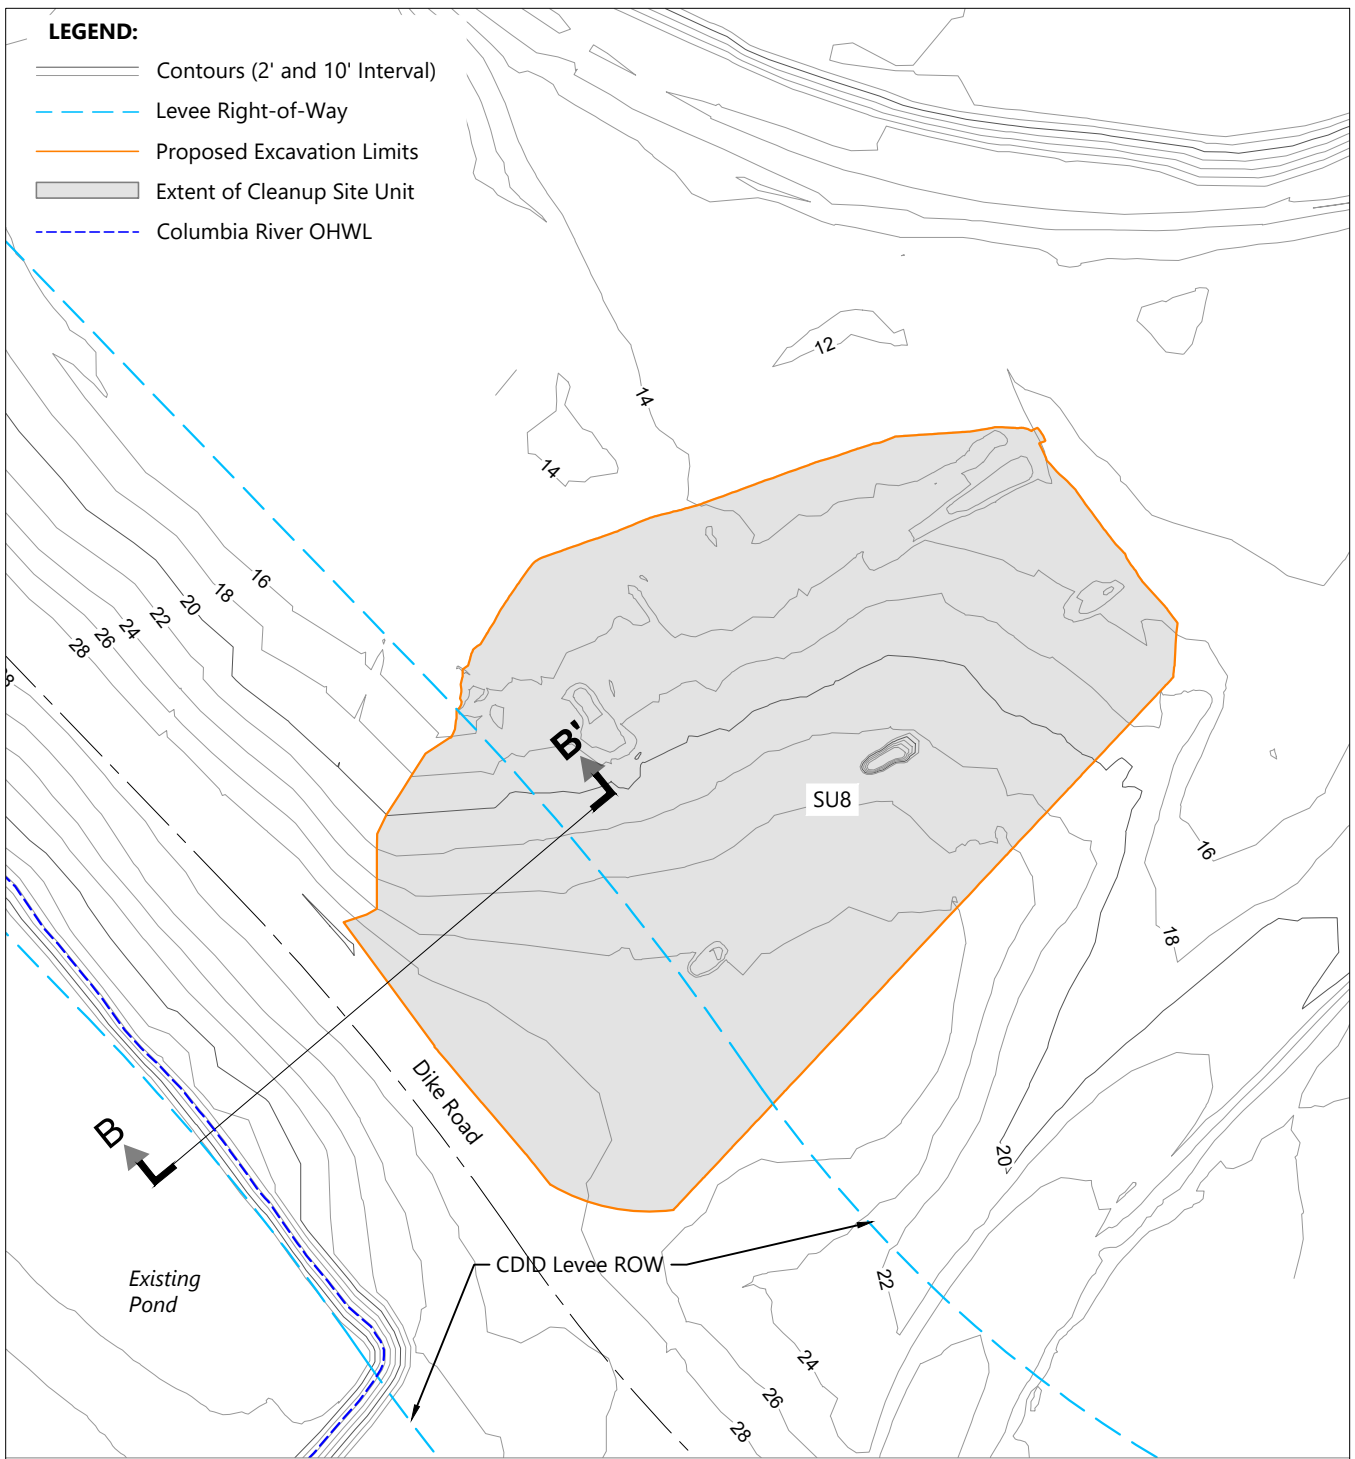 LEGEND:
Contours (2' and 10' Interval)
Levee Right-of-Way
Proposed Excavation Limits
Extent of Cleanup Site Unit
Columbia River OHWL
12
14
14
16
18
20
22
24
26
28
B'
SU8
16
18
B
Dike Road
20
CDID Levee ROW
22
Existing
Pond
24
26
28